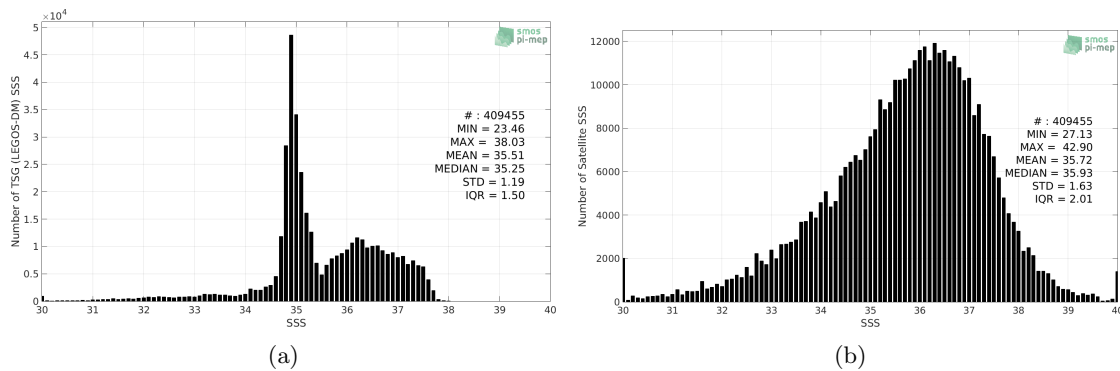 ×10⁴
5
4.5
4
3.5
3
2.5
2
1.5
1
0.5
0
Number of TSG (LEGOS-DM) SSS
30 31 32 33 34 35 36 37 38 39 40
SSS
smos
pi-mep
# : 409455
MIN = 23.46
MAX = 38.03
MEAN = 35.51
MEDIAN = 35.25
STD = 1.19
IQR = 1.50
(a)
12000
10000
8000
6000
4000
2000
0
Number of Satellite SSS
30 31 32 33 34 35 36 37 38 39 40
SSS
smos
pi-mep
# : 409455
MIN = 27.13
MAX = 42.90
MEAN = 35.72
MEDIAN = 35.93
STD = 1.63
IQR = 2.01
(b)